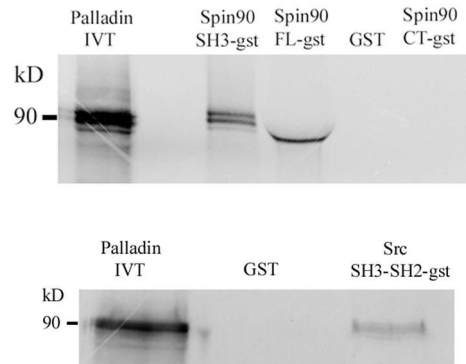 Palladin IVT
Spin90 SH3-gst
Spin90 FL-gst
GST
Spin90 CT-gst
kD
90
Palladin IVT
GST
Src SH3-SH2-gst
kD
90